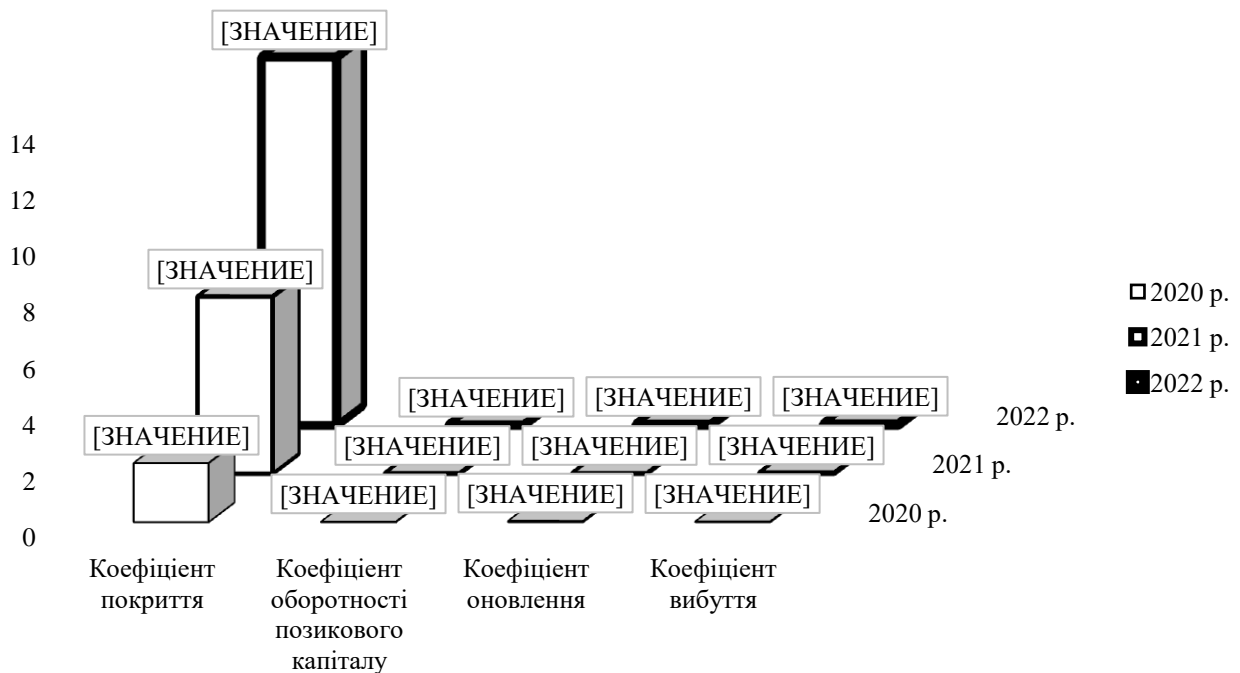 [ЗНАЧЕНИЕ]
14
12
10
8
6
4
2
0
[ЗНАЧЕНИЕ]
[ЗНАЧЕНИЕ]
[ЗНАЧЕНИЕ]
[ЗНАЧЕНИЕ]
[ЗНАЧЕНИЕ]
[ЗНАЧЕНИЕ]
[ЗНАЧЕНИЕ]
[ЗНАЧЕНИЕ]
[ЗНАЧЕНИЕ]
[ЗНАЧЕНИЕ]
[ЗНАЧЕНИЕ]
2022 р.
2021 р.
2020 р.
Коефіцієнт
покриття
Коефіцієнт
оборотності
позикового
капіталу
Коефіцієнт
оновлення
Коефіцієнт
вибуття
2020 р.
2021 р.
2022 р.